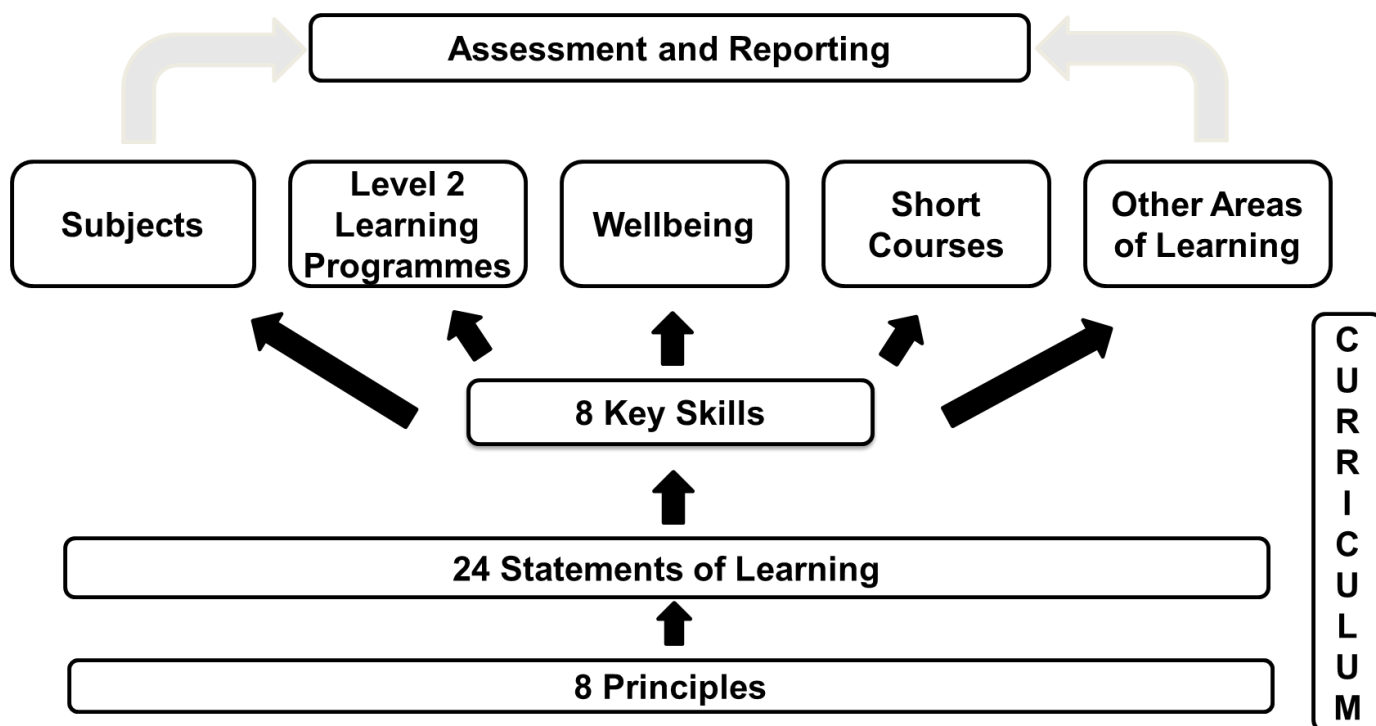 Assessment and Reporting
Subjects
Level 2
Learning
Programmes
Wellbeing
Short
Courses
Other Areas
of Learning
8 Key Skills
24 Statements of Learning
8 Principles
C
U
R
R
I
C
U
L
U
M